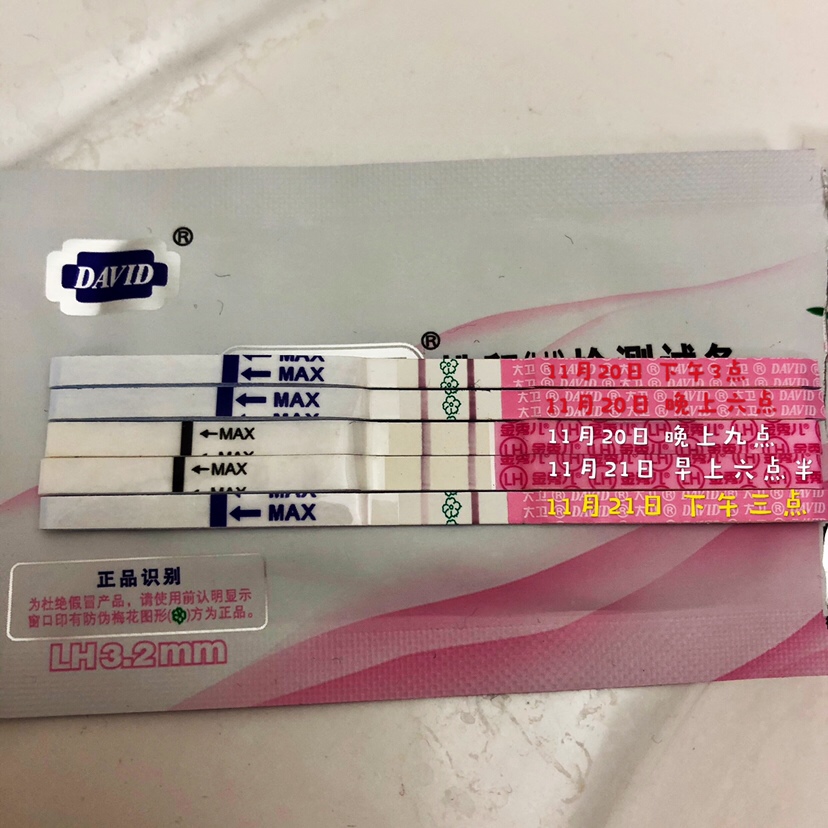 DAVID
®
®
MAX
MAX
11月20日 下午3点
MAX
11月20日 晚上六点
MAX
11月20日 晚上九点
MAX
11月21日 早上六点半
MAX
11月21日 下午三点
正品识别
为杜绝假冒产品，请使用前认明显示
窗口印有防伪梅花图形()方为正品。
LH3.2mm